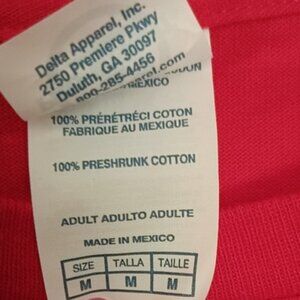 Delta Apparel, Inc.
2750 Premiere Pkwy
Duluth, GA 30097
800-285-4456
MEXICO
100% PRÉRÉTRÉCI COTON
FABRIQUE AU MEXIQUE
100% PRESHRUNK COTTON
ADULT ADULTO ADULTE
MADE IN MEXICO
SIZE TALLA TAILLE
M M M